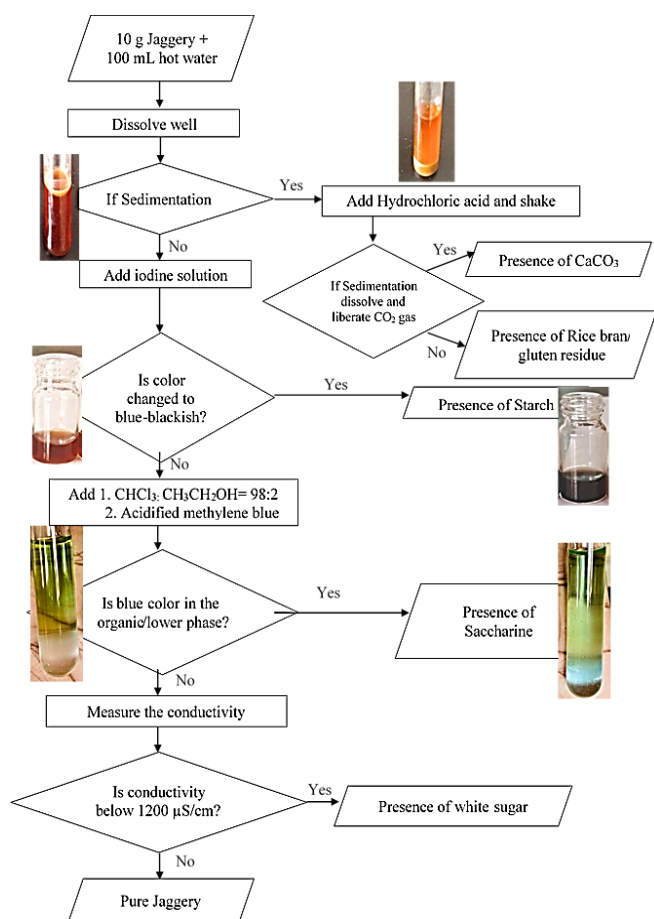 10 g Jaggery +
100 mL hot water
Dissolve well
If Sedimentation
Yes
Add Hydrochloric acid and shake
No
Add iodine solution
If Sedimentation
dissolve and
liberate CO₂ gas
Yes
Presence of CaCO₃
No
Presence of Rice bran/
gluten residue
Is color
changed to
blue-blackish?
Yes
Presence of Starch
No
Add 1. CHCl₃: CH₃CH₂OH= 98:2
2. Acidified methylene blue
Is blue color in the
organic/lower phase?
Yes
Presence of
Saccharine
No
Measure the conductivity
Is conductivity
below 1200 µS/cm?
Yes
Presence of white sugar
No
Pure Jaggery